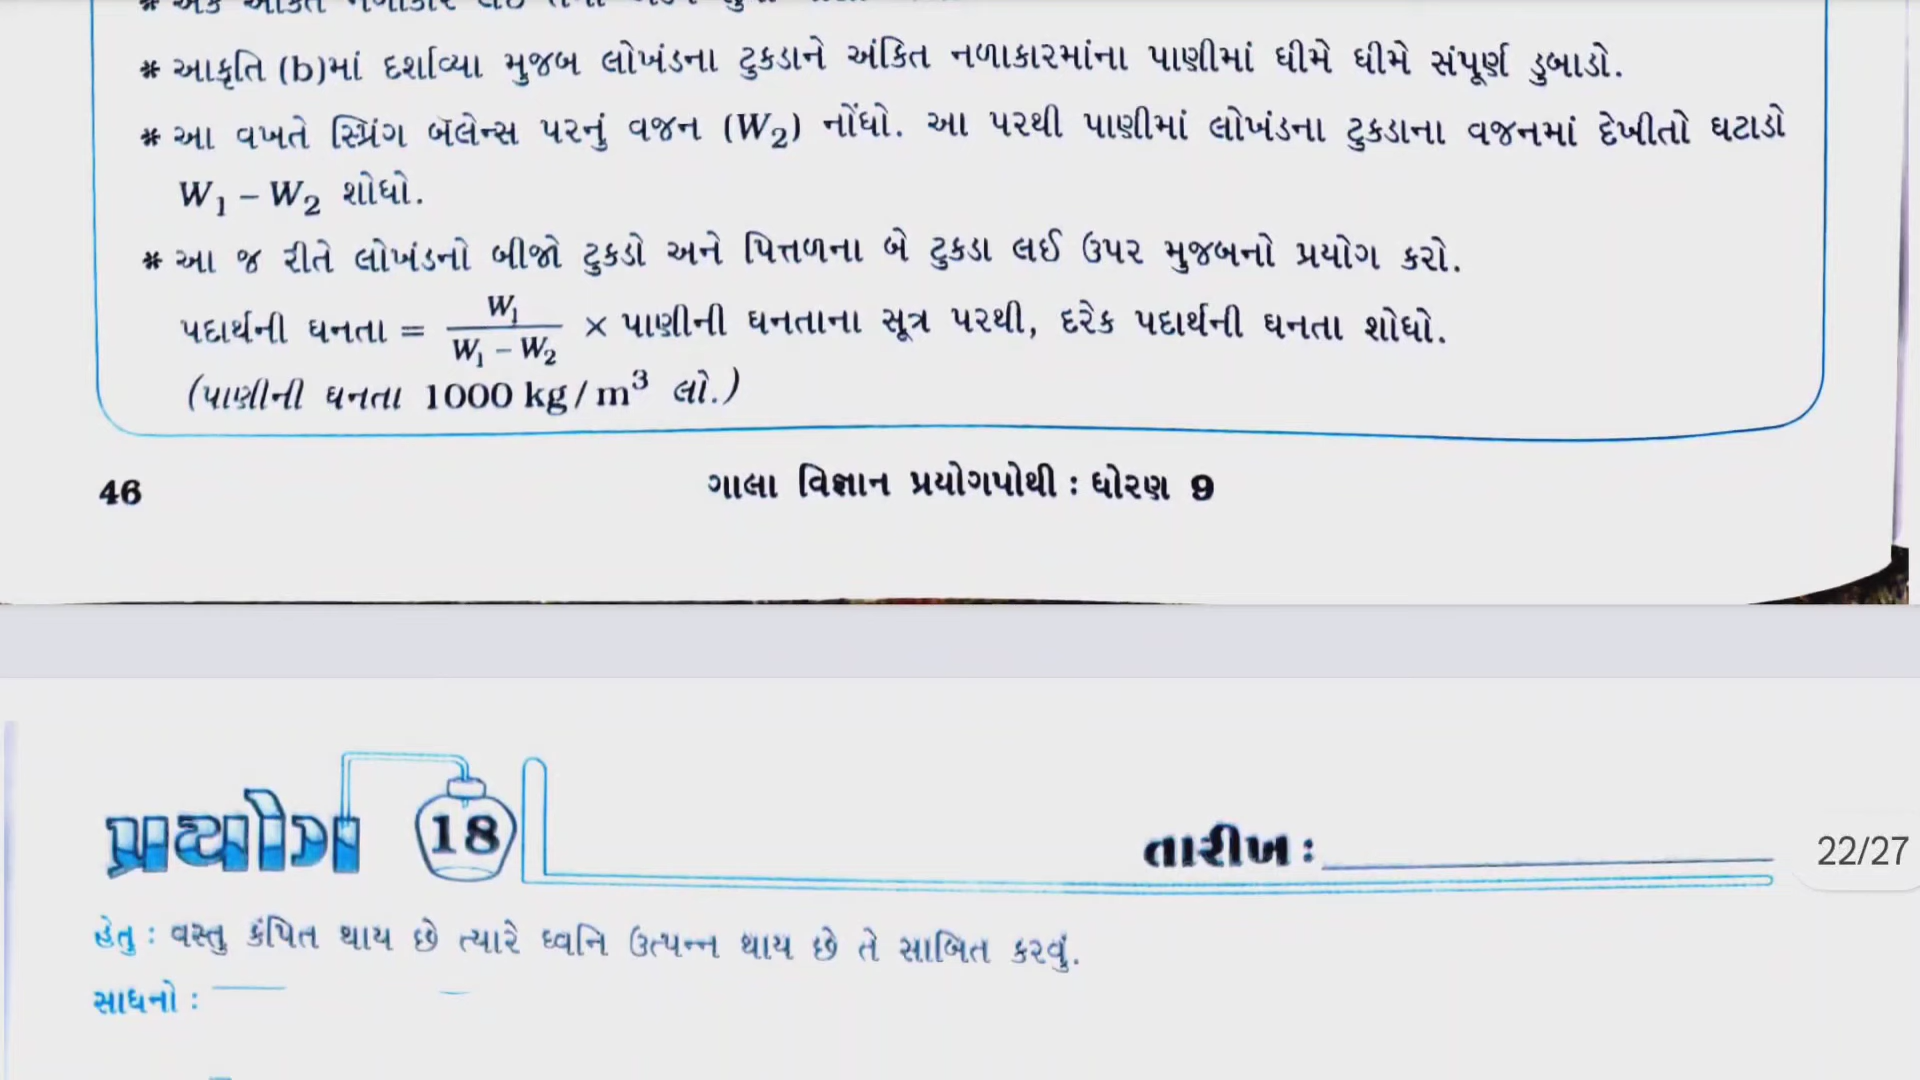 * આકૃતિ (b)માં દર્શાવ્યા મુજબ લોખંડના ટુકડાને અંકિત નળાકારમાંના પાણીમાં ધીમે ધીમે સંપૂર્ણ ડુબાડો.
* આ વખતે સ્પ્રિંગ બૅલેન્સ પરનું વજન (W₂) નોંધો. આ પરથી પાણીમાં લોખંડના ટુકડાના વજનમાં દેખીતો ઘટાડો
W₁ – W₂ શોધો.
* આ જ રીતે લોખંડનો બીજો ટુકડો અને પિત્તળના બે ટુકડા લઈ ઉપર મુજબનો પ્રયોગ કરો.
પદાર્થની ઘનતા = W₁ / (W₁ – W₂) × પાણીની ઘનતાના સૂત્ર પરથી, દરેક પદાર્થની ઘનતા શોધો.
(પાણીની ઘનતા 1000 kg/m³ લો.)
46 ગાલા વિજ્ઞાન પ્રયોગપોથી : ધોરણ 9
પ્રયોગ 18 તારીખ :
22/27
હેતુ : વસ્તુ કંપિત થાય છે ત્યારે ધ્વનિ ઉત્પન્ન થાય છે તે સાબિત કરવું.
સાધનો :